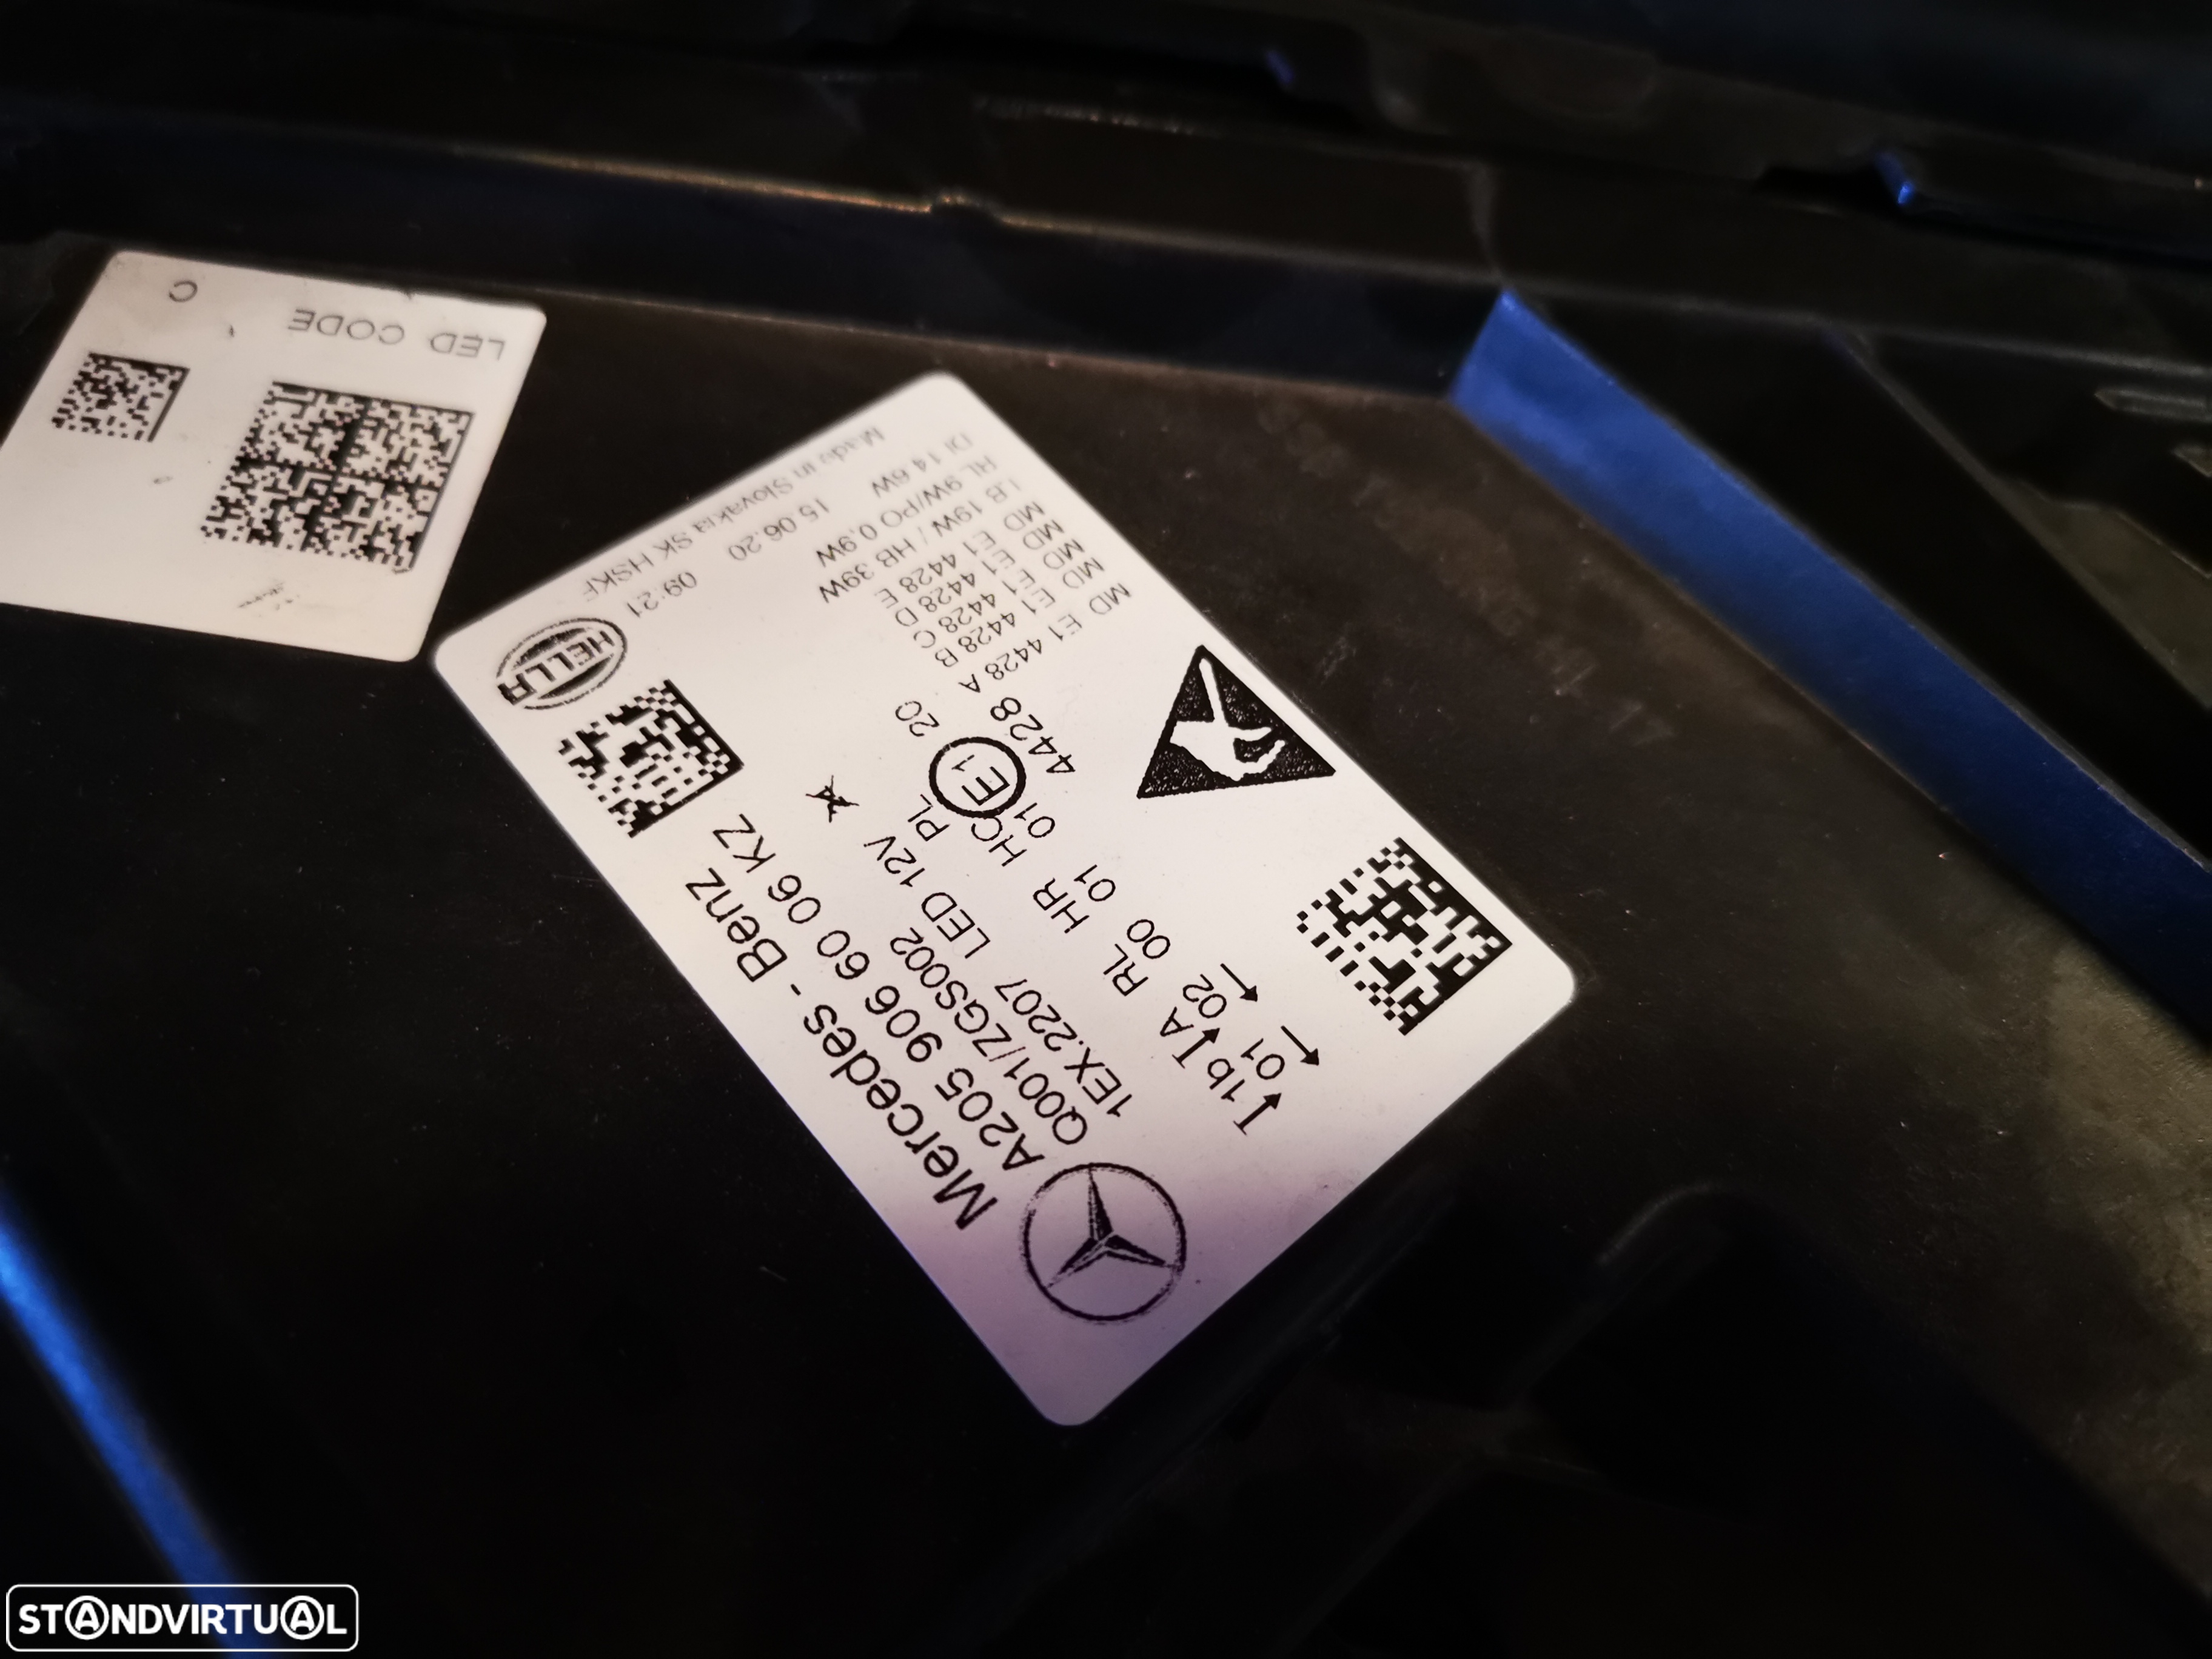 LED CODE
C
Mercedes - Benz
A205 906 60 06 KZ
Q001/ZGS002
1EX.2207 LED 12V PL
1b A RL HR HC
01 02 00 01 01
E1
20
4428
MD E1 4428 A
MD E1 4428 B
MD E1 4428 C
MD E1 4428 D
MD E1 4428 E
LB 19W / HB 39W
RL 9W/PO 0,9W
DI 14.6W
15.06.20 09:21
Made in Slovakia SK HSKF
HELLA
STANDVIRTUAL